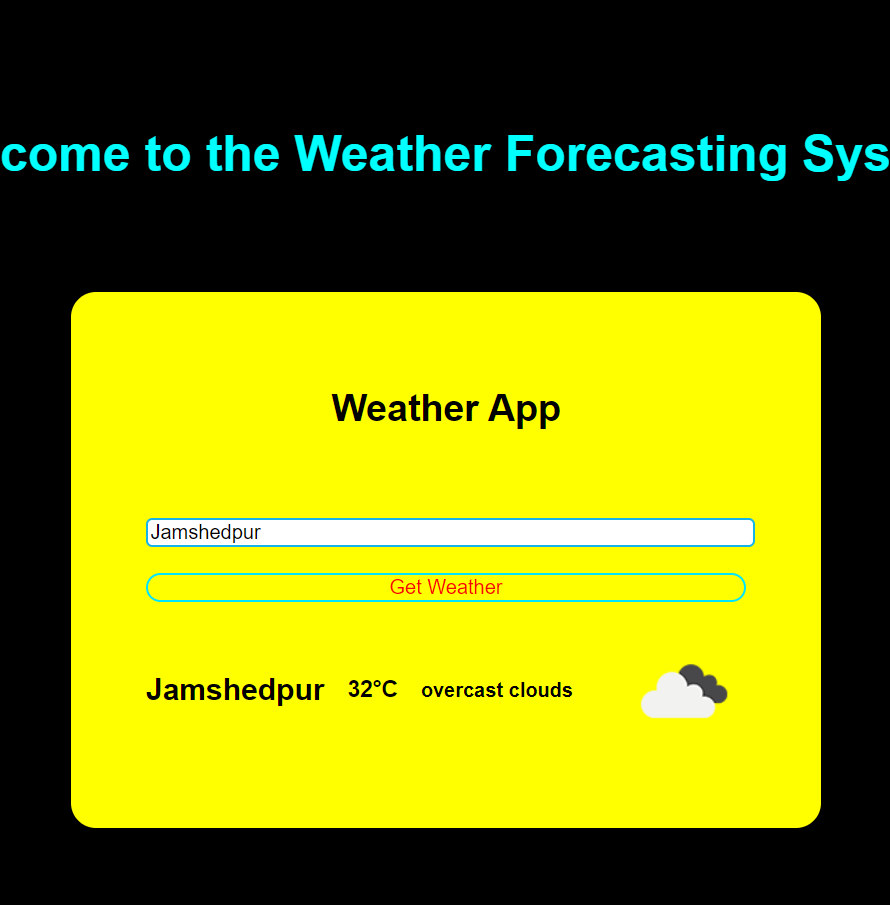 come to the Weather Forecasting Sys
Weather App
Jamshedpur
Get Weather
Jamshedpur 32°C overcast clouds